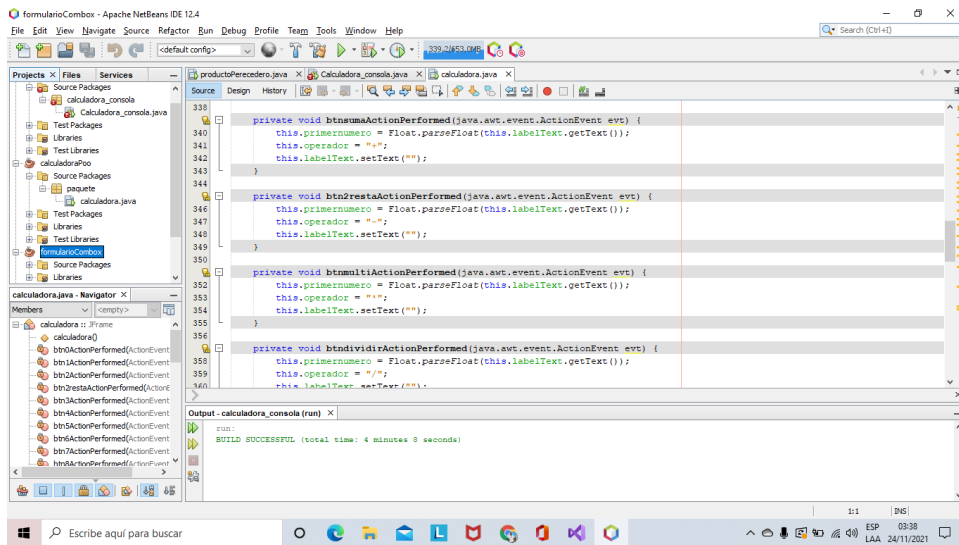 formularioCombox - Apache NetBeans IDE 12.4
File Edit View Navigate Source Refactor Run Debug Profile Team Tools Window Help
Search (Ctrl+I)
<default config>
339,2/653,0MB
Projects Files Services
productoPerecedero.java Calculadora_consola.java calculadora.java
Source Packages
calculadora_consola
Calculadora_consola.java
Test Packages
Libraries
Test Libraries
calculadoraPoo
Source Packages
paquete
calculadora.java
Test Packages
Libraries
Test Libraries
formularioCombox
Source Packages
Libraries
calculadora.java - Navigator
Members <empty>
calculadora :: JFrame
calculadora()
btn0ActionPerformed(ActionEvent
btn1ActionPerformed(ActionEvent
btn2ActionPerformed(ActionEvent
btn2restaActionPerformed(ActionE
btn3ActionPerformed(ActionEvent
btn4ActionPerformed(ActionEvent
btn5ActionPerformed(ActionEvent
btn6ActionPerformed(ActionEvent
btn7ActionPerformed(ActionEvent
btn8ActionPerformed(ActionEvent
Source Design History
338
private void btnsumaActionPerformed(java.awt.event.ActionEvent evt) {
340 this.primernumero = Float.parseFloat(this.labelText.getText());
341 this.operador = "+";
342 this.labelText.setText("");
343 }
344
private void btn2restaActionPerformed(java.awt.event.ActionEvent evt) {
346 this.primernumero = Float.parseFloat(this.labelText.getText());
347 this.operador = "-";
348 this.labelText.setText("");
349 }
350
private void btnmultiActionPerformed(java.awt.event.ActionEvent evt) {
352 this.primernumero = Float.parseFloat(this.labelText.getText());
353 this.operador = "*";
354 this.labelText.setText("");
355 }
356
private void btndividirActionPerformed(java.awt.event.ActionEvent evt) {
358 this.primernumero = Float.parseFloat(this.labelText.getText());
359 this.operador = "/";
360 this.labelText.setText("");
Output - calculadora_consola (run)
run:
BUILD SUCCESSFUL (total time: 4 minutes 8 seconds)
1:1 INS
Escribe aquí para buscar
ESP 03:38
LAA 24/11/2021